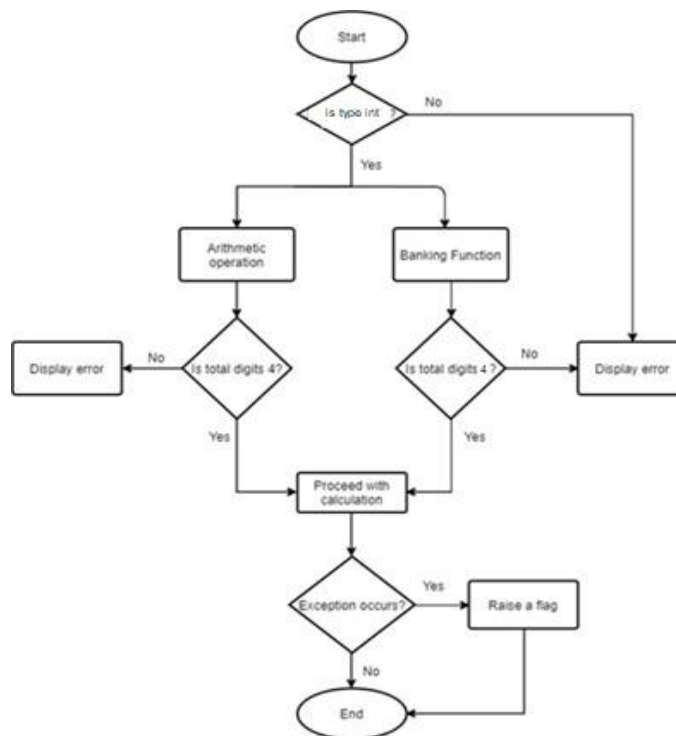 Start
Is type int ?
No
Yes
Arithmetic
operation
Banking Function
Display error
No
Is total digits 4?
Is total digits 4 ?
No
Display error
Yes
Yes
Proceed with
calculation
Exception occurs?
Yes
Raise a flag
No
End